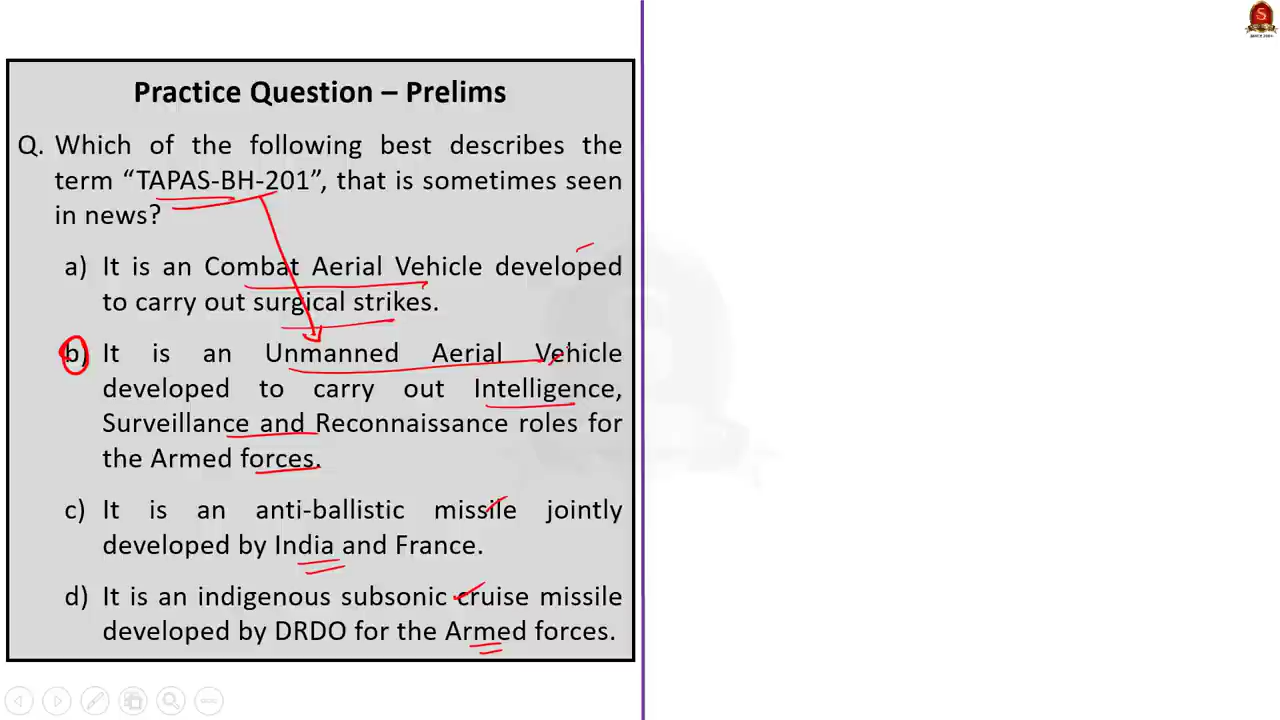 Practice Question – Prelims
Q. Which of the following best describes the
term “TAPAS-BH-201”, that is sometimes seen
in news?
a) It is an Combat Aerial Vehicle developed
to carry out surgical strikes.
b) It is an Unmanned Aerial Vehicle
developed to carry out Intelligence,
Surveillance and Reconnaissance roles for
the Armed forces.
c) It is an anti-ballistic missile jointly
developed by India and France.
d) It is an indigenous subsonic cruise missile
developed by DRDO for the Armed forces.